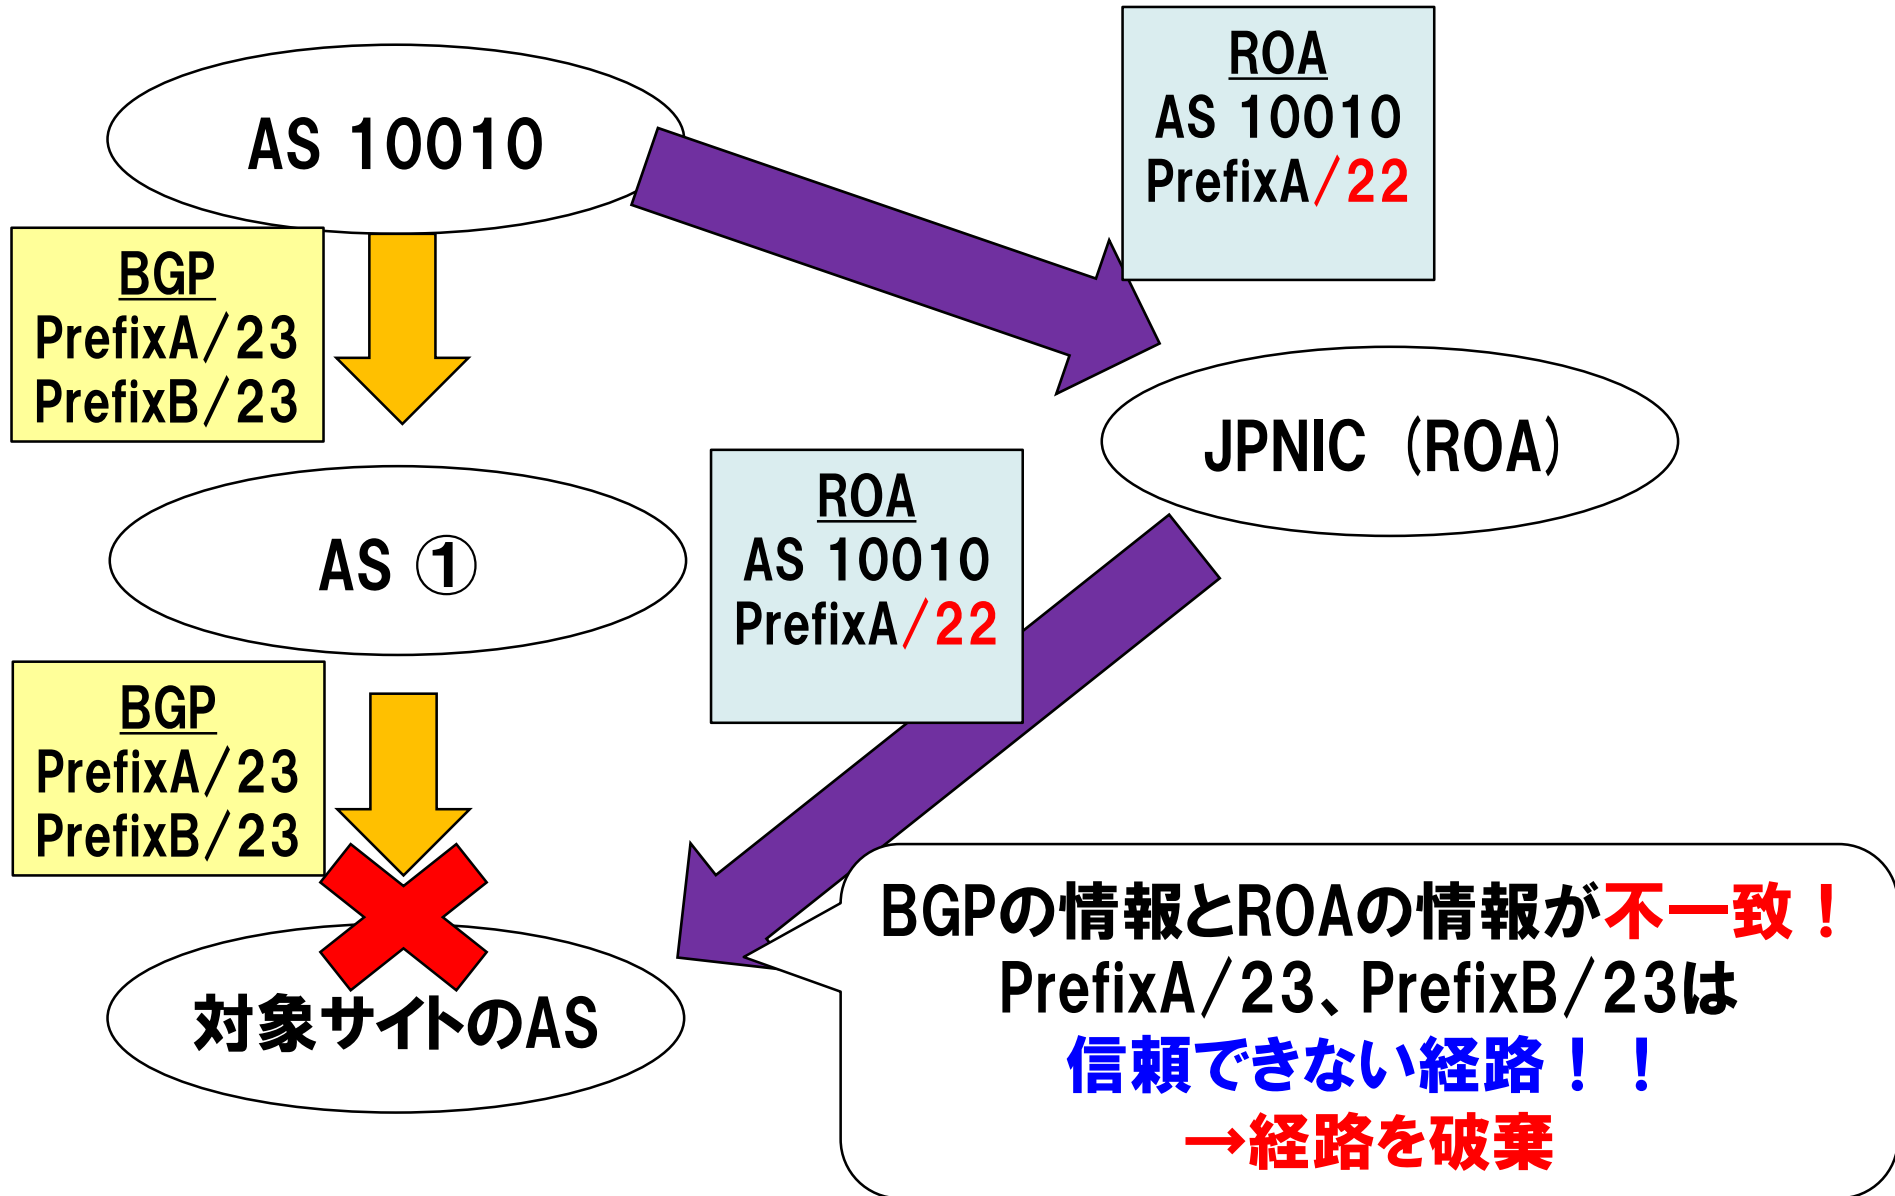 AS 10010
ROA
AS 10010
PrefixA/22
BGP
PrefixA/23
PrefixB/23
JPNIC (ROA)
AS ①
ROA
AS 10010
PrefixA/22
BGP
PrefixA/23
PrefixB/23
対象サイトのAS
BGPの情報とROAの情報が不一致！
PrefixA/23、PrefixB/23は
信頼できない経路！！
→経路を破棄